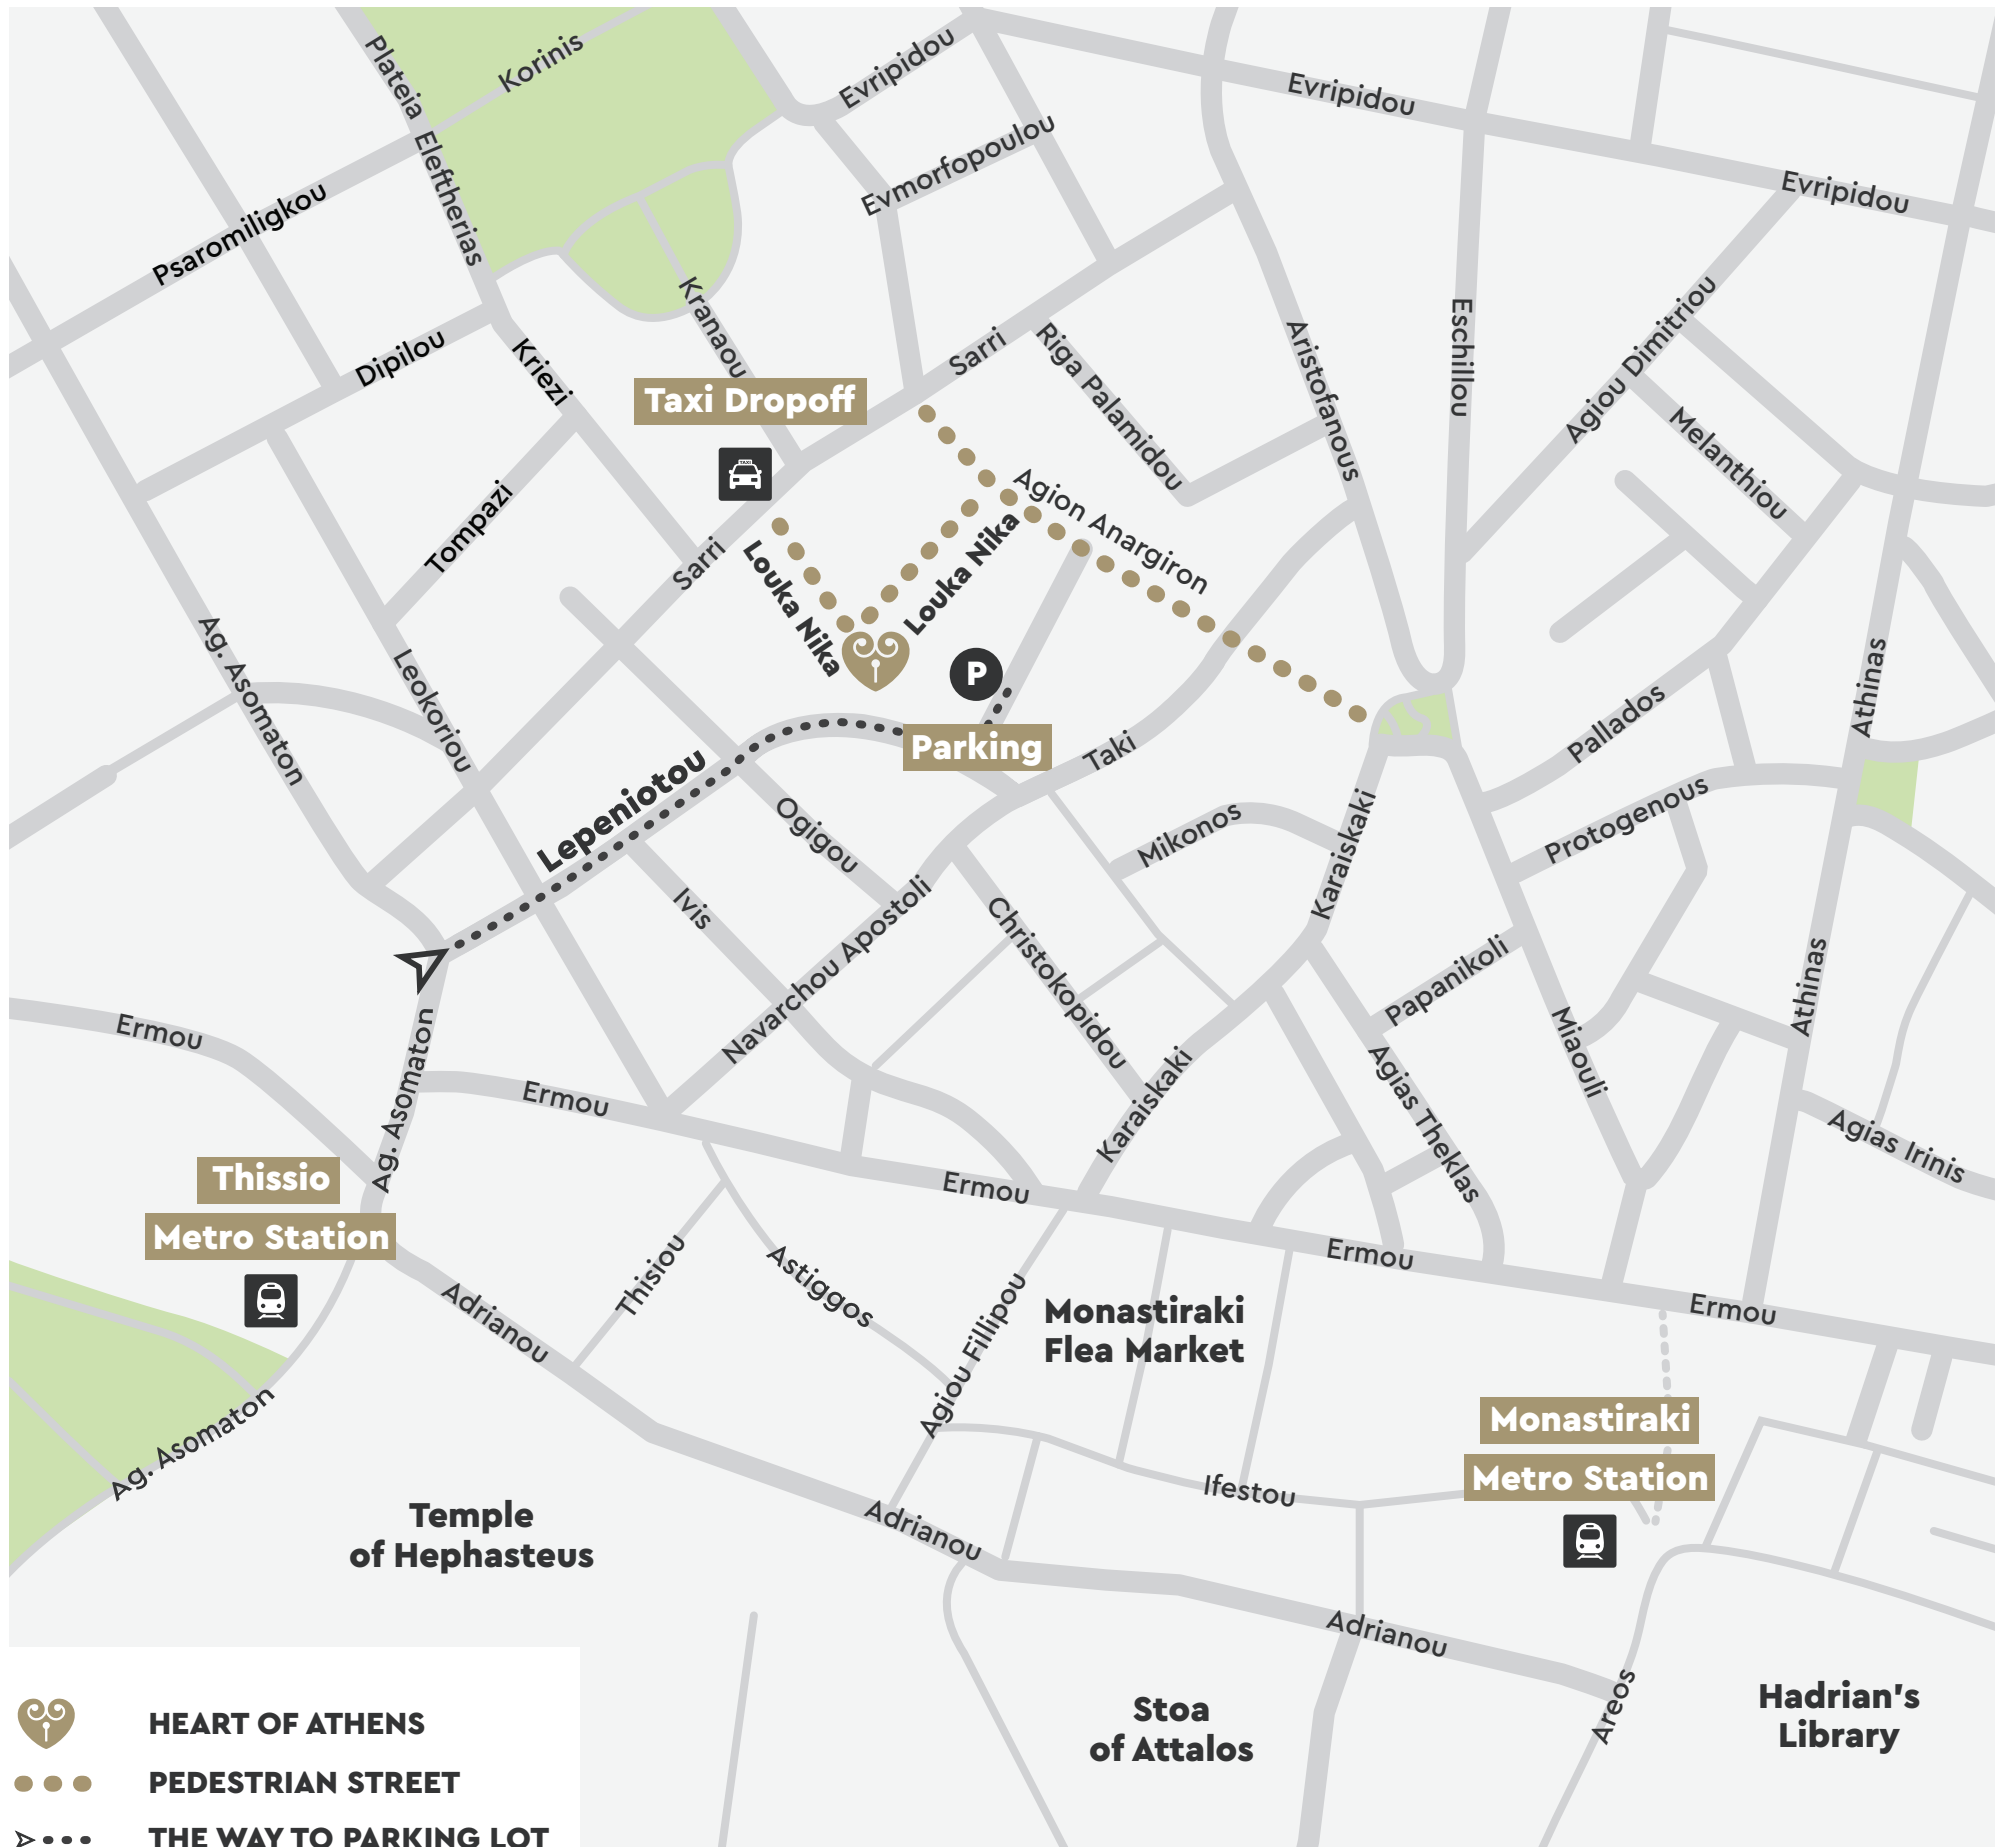 Plateia Eleftherias
Korinis
Evripidou
Evripidou
Evripidou
Evmorfopoulou
Psaromiligkou
Dipilou
Kriezi
Kranaou
Sarri
Riga Palamidou
Aristofanous
Eschillou
Agiou Dimitriou
Melanthiou
Taxi Dropoff
TAXI
Tompazi
Sarri
Louka Nika
Louka Nika
Agion Anargiron
P
Parking
Taki
Ag. Asomaton
Leokoriou
Lepeniotou
Ogigou
Ivis
Mikonos
Karaiskaki
Pallados
Protogenous
Athinas
Athinas
Navarchou Apostoli
Christokopidou
Papanikoli
Miaouli
Agias Theklas
Karaiskaki
Agias Irinis
Ermou
Ag. Asomaton
Ermou
Ermou
Ermou
Ermou
Thissio
Metro Station
Adrianou
Thisiou
Astiggos
Agiou Fillipou
Monastiraki
Flea Market
Ag. Asomaton
Monastiraki
Metro Station
Ifestou
Temple
of Hephasteus
Adrianou
Adrianou
Areos
Stoa
of Attalos
Hadrian's
Library
HEART OF ATHENS
PEDESTRIAN STREET
THE WAY TO PARKING LOT